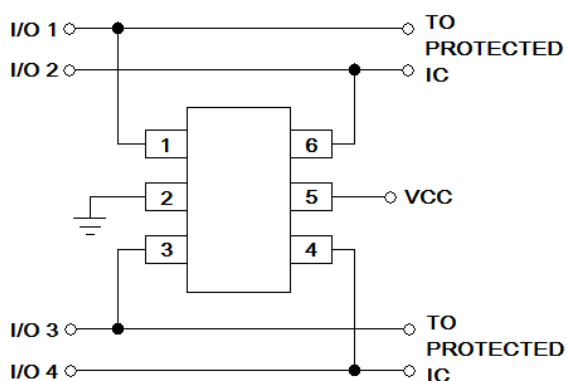 I/O 1
TO
PROTECTED
I/O 2
IC
1
6
2
5
VCC
3
4
I/O 3
TO
PROTECTED
I/O 4
IC